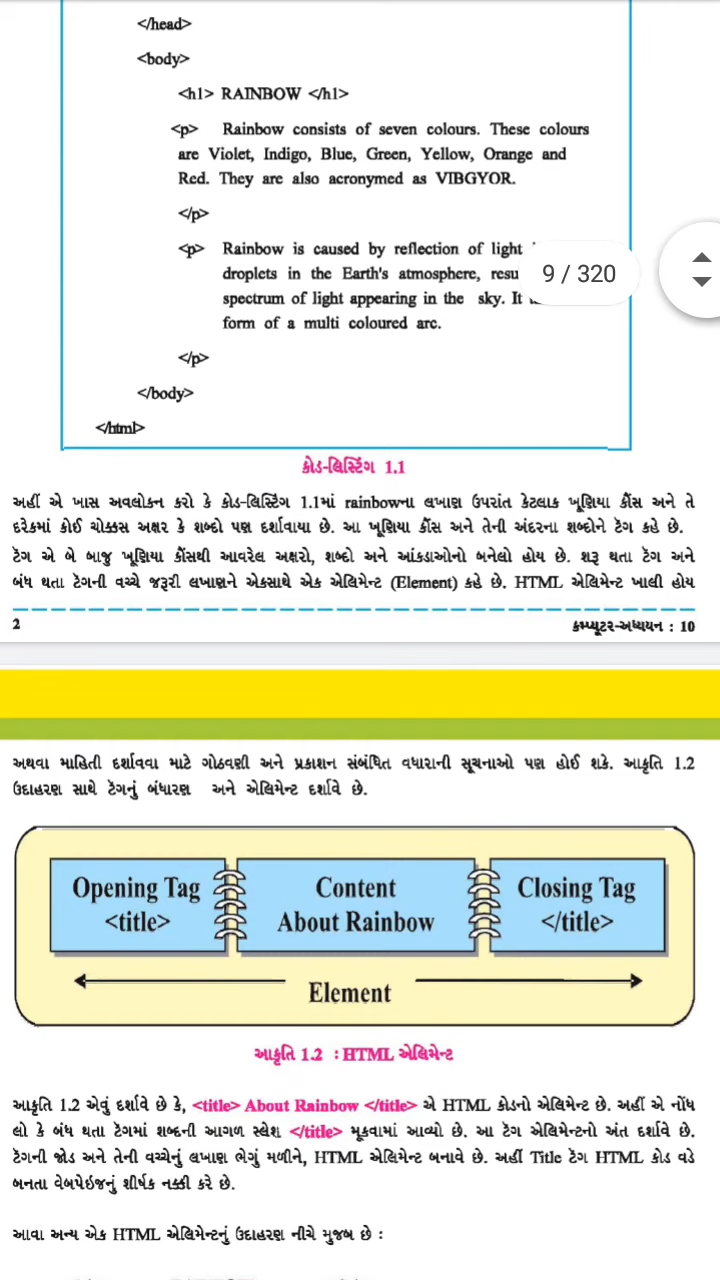 </head>
<body>
<h1> RAINBOW </h1>
<p> Rainbow consists of seven colours. These colours
are Violet, Indigo, Blue, Green, Yellow, Orange and
Red. They are also acronymed as VIBGYOR.
</p>
<p> Rainbow is caused by reflection of light
droplets in the Earth's atmosphere,
spectrum of light appearing in the sky. It
form of a multi coloured arc.
</p>
</body>
</html>
9 / 320
કોડ-લિસ્ટિંગ 1.1
અહીં એ ખાસ અવલોકન કરો કે કોડ-લિસ્ટિંગ 1.1માં rainbowના લખાણ ઉપરાંત કેટલાક ખૂણિયા કૌંસ અને તે
દરેકમાં કોઈ ચોક્કસ અક્ષર કે શબ્દો પણ દર્શાવાયા છે. આ ખૂણિયા કૌંસ અને તેની અંદરના શબ્દોને ટૅગ કહે છે.
ટૅગ એ બે બાજુ ખૂણિયા કૌંસથી આવરેલ અક્ષરો, શબ્દો અને આંકડાઓનો બનેલો હોય છે. શરૂ થતા ટૅગ અને
બંધ થતા ટૅગની વચ્ચે જરૂરી લખાણને એકસાથે એક એલિમેન્ટ (Element) કહે છે. HTML એલિમેન્ટ ખાલી હોય
2
કમ્પ્યૂટર-અધ્યયન : 10
અથવા માહિતી દર્શાવવા માટે ગોઠવણી અને પ્રકાશન સંબંધિત વધારાની સૂચનાઓ પણ હોઈ શકે. આકૃતિ 1.2
ઉદાહરણ સાથે ટૅગનું બંધારણ અને એલિમેન્ટ દર્શાવે છે.
Opening Tag
<title>
Content
About Rainbow
Closing Tag
</title>
Element
આકૃતિ 1.2 : HTML એલિમેન્ટ
આકૃતિ 1.2 એવું દર્શાવે છે કે, <title> About Rainbow </title> એ HTML કોડનો એલિમેન્ટ છે. અહીં એ નોંધ
લો કે બંધ થતા ટૅગમાં શબ્દની આગળ સ્લેશ </title> મૂકવામાં આવ્યો છે. આ ટૅગ એલિમેન્ટનો અંત દર્શાવે છે.
ટૅગની જોડ અને તેની વચ્ચેનું લખાણ ભેગું મળીને, HTML એલિમેન્ટ બનાવે છે. અહીં Title ટૅગ HTML કોડ વડે
બનતા વેબપેઇજનું શીર્ષક નક્કી કરે છે.
આવા અન્ય એક HTML એલિમેન્ટનું ઉદાહરણ નીચે મુજબ છે :